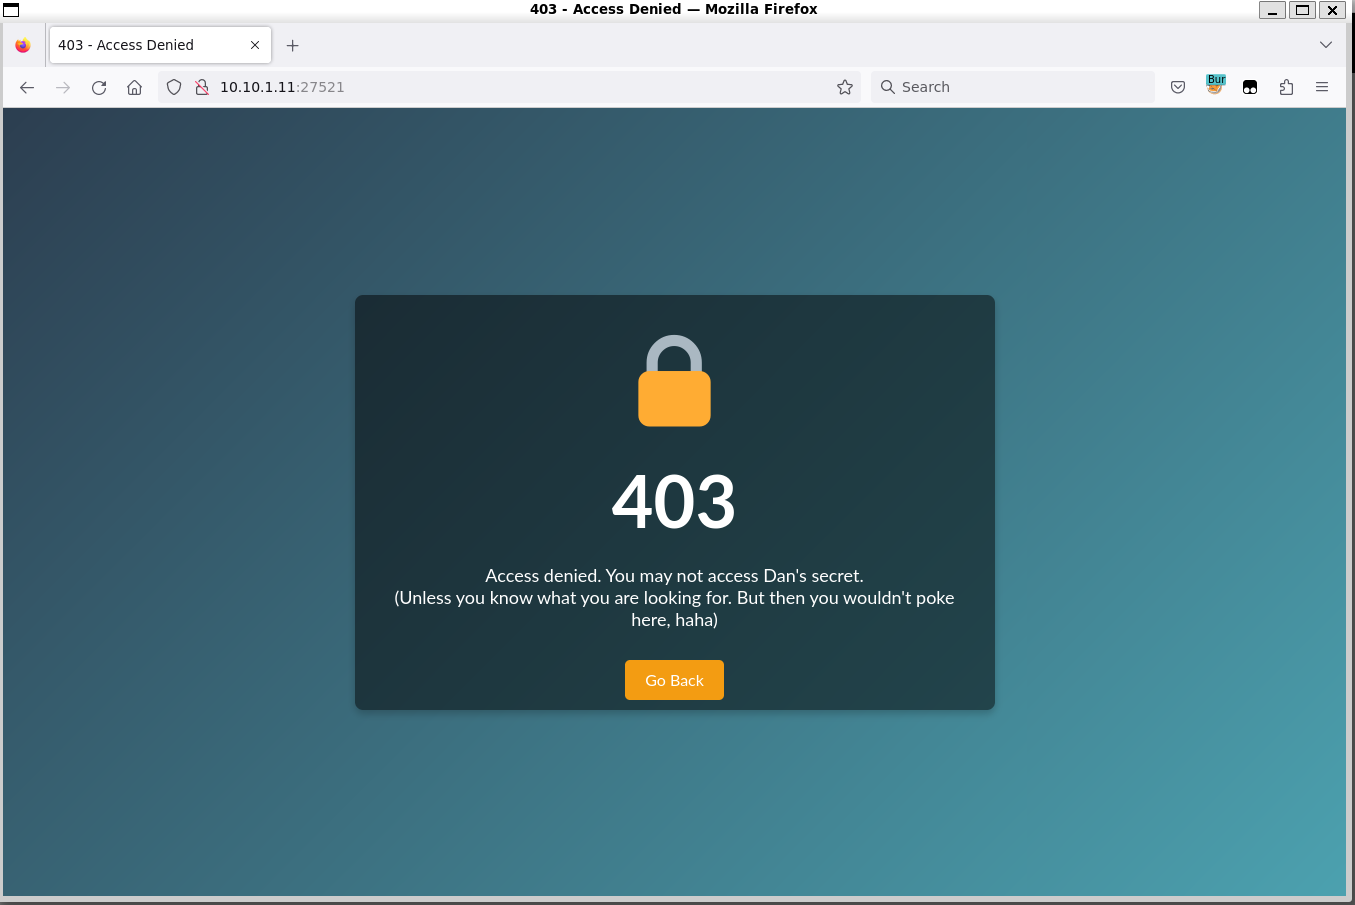 403 - Access Denied — Mozilla Firefox
403 - Access Denied
10.10.1.11:27521
Search
Bur
403
Access denied. You may not access Dan's secret.
(Unless you know what you are looking for. But then you wouldn't poke
here, haha)
Go Back